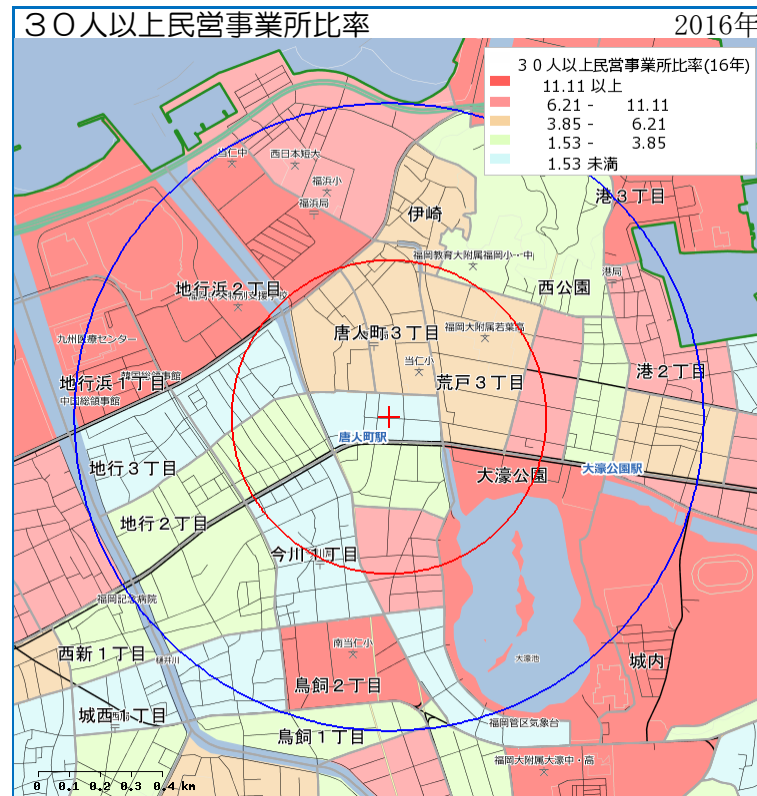 ３０人以上民営事業所比率
2016年
３０人以上民営事業所比率(16年)
11.11 以上
6.21 - 11.11
3.85 - 6.21
1.53 - 3.85
1.53 未満
当仁中
西日本短大
福浜小
福浜局
伊崎
港３丁目
福岡教育大附属福岡小・中
西公園
港局
地行浜２丁目
唐人町３丁目
福岡大附属若葉高
九州医療センター
当仁小
韓国総領事館
地行浜１丁目
荒戸３丁目
港２丁目
中国総領事館
唐人町駅
地行３丁目
大濠公園
大濠公園駅
地行２丁目
今川１丁目
福岡記念病院
南当仁小
西新１丁目
樋井川
大濠池
城内
鳥飼２丁目
城西１丁目
福岡管区気象台
鳥飼１丁目
福岡大附属大濠中・高
0 0.1 0.2 0.3 0.4 km